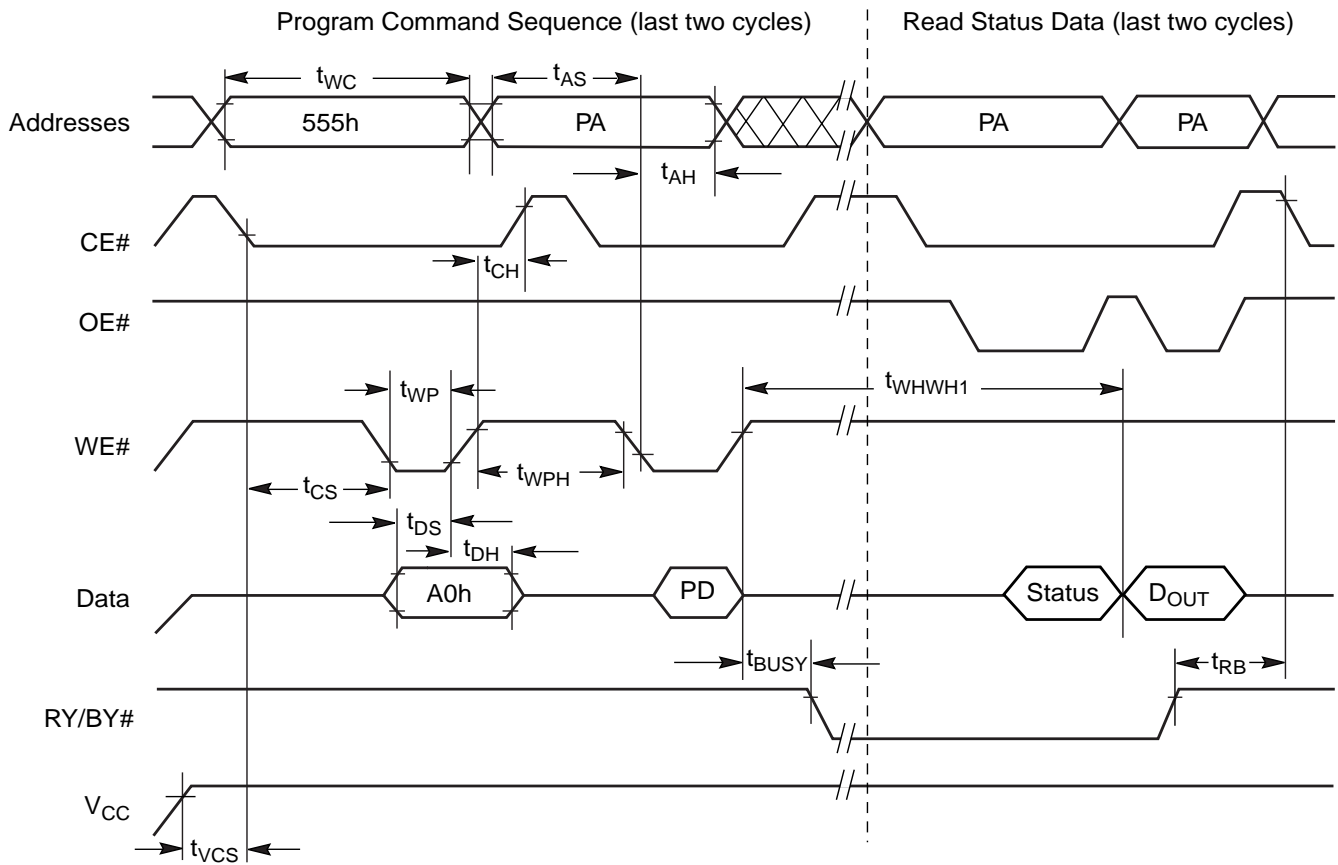 Program Command Sequence (last two cycles)
Read Status Data (last two cycles)
tWC
tAS
Addresses
555h
PA
PA
PA
tAH
CE#
tCH
OE#
tWP
tWHWH1
WE#
tCS
tWPH
tDS
tDH
Data
A0h
PD
Status
DOUT
tBUSY
tRB
RY/BY#
VCC
tVCS